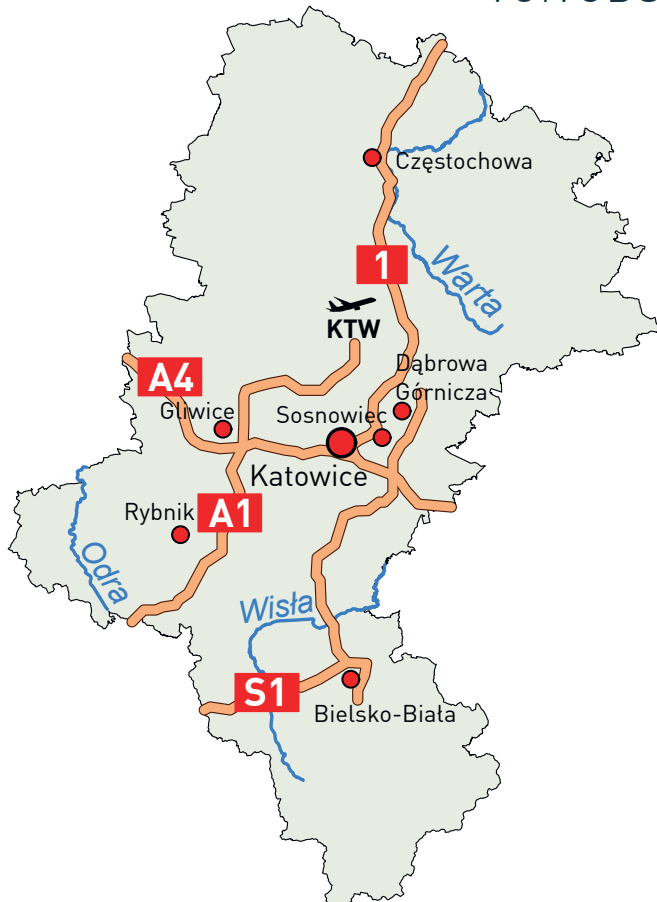 Częstochowa
1
Warta
KTW
Dąbrowa
Górnicza
A4
Gliwice
Sosnowiec
Katowice
Rybnik
A1
Odra
Wisła
S1
Bielsko-Biała